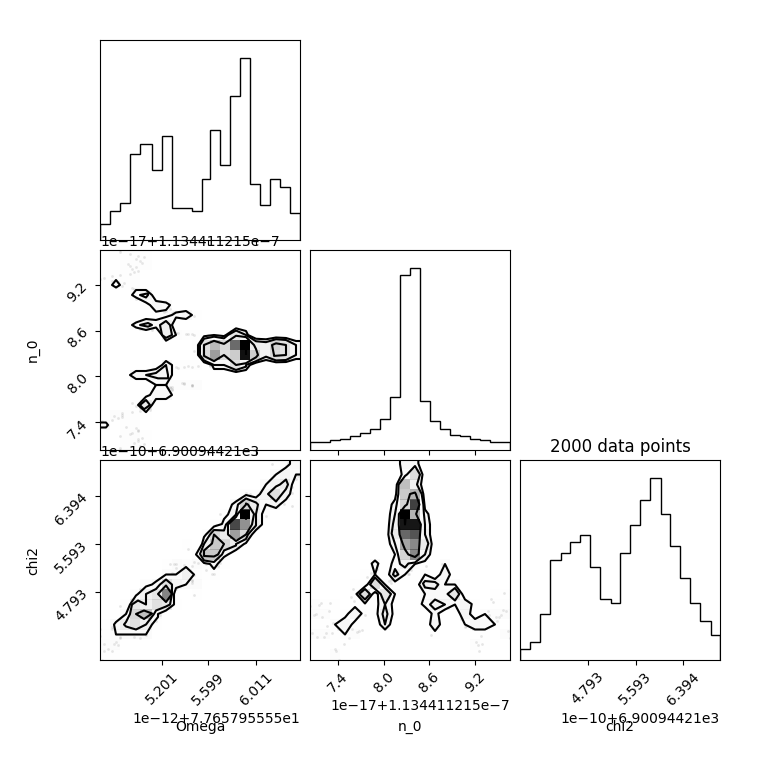 1e−17+1.134411215e−7
9.2
8.6
8.0
7.4
n_0
1e−10+6.90094421e3
2000 data points
6.394
5.593
4.793
chi2
5.201
5.599
6.011
7.4
8.0
8.6
9.2
4.793
5.593
6.394
1e−12+7.765795555e1
1e−17+1.134411215e−7
1e−10+6.90094421e3
Omega
n_0
chi2